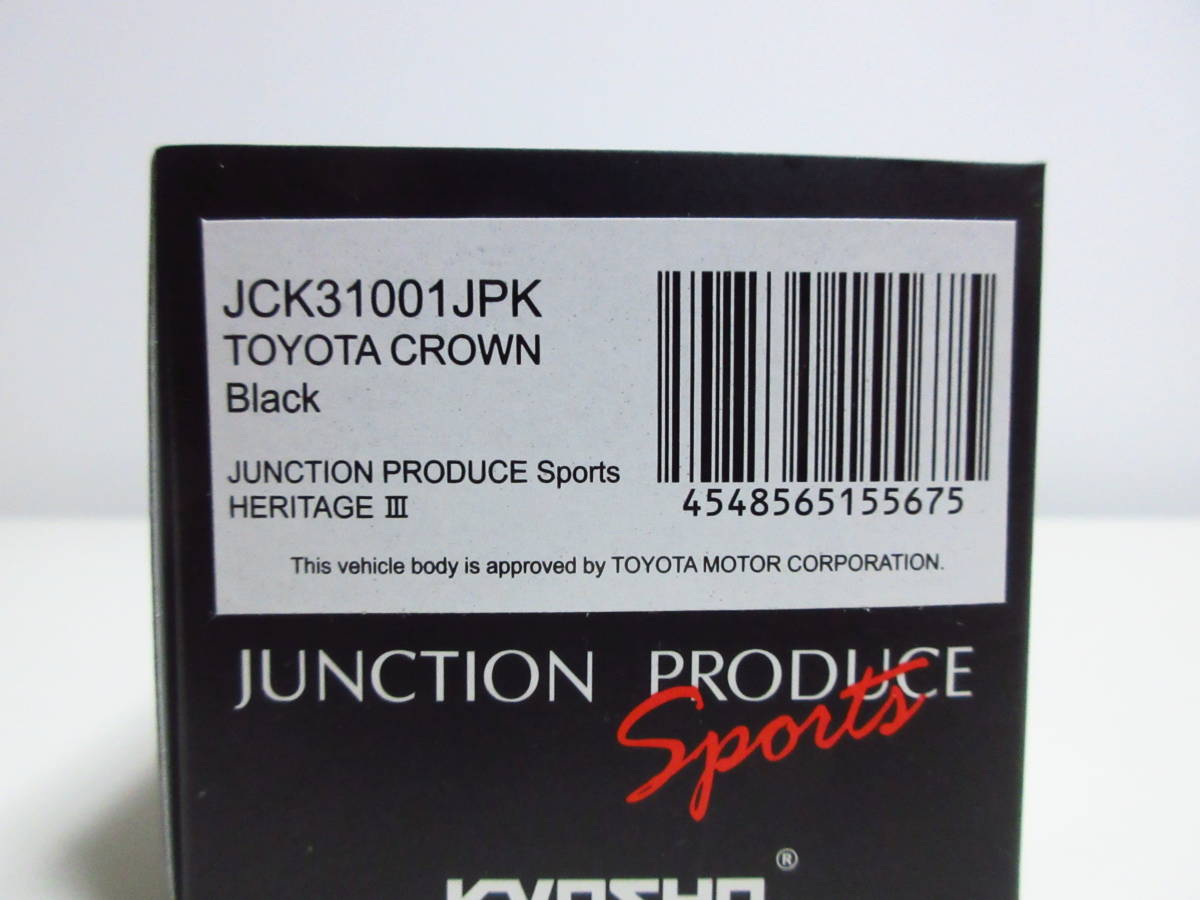 JCK31001JPK
TOYOTA CROWN
Black
JUNCTION PRODUCE Sports
HERITAGE Ⅲ
4548565155675
This vehicle body is approved by TOYOTA MOTOR CORPORATION.
JUNCTION PRODUCE
Sports
KYOSHO®